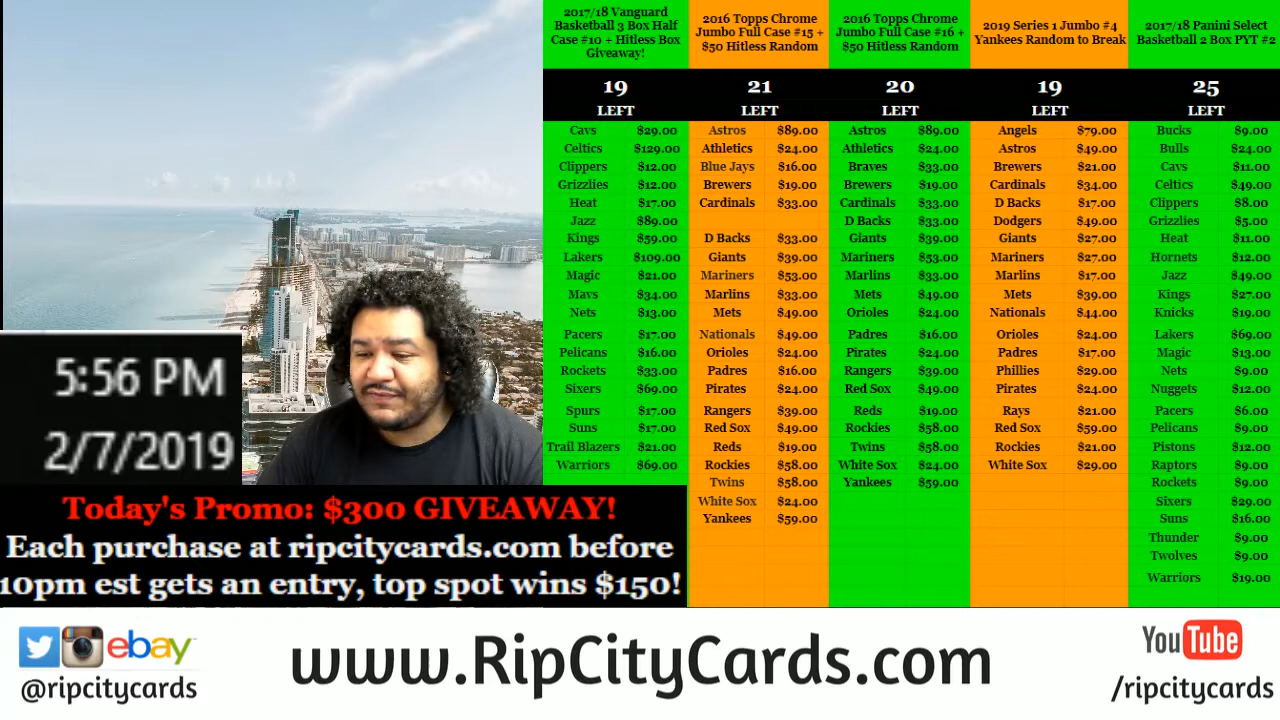 2017/18 Vanguard
Basketball 3 Box Half
Case #10 + Hitless Box
Giveaway!
19
LEFT
Cavs $29.00
Celtics $129.00
Clippers $12.00
Grizzlies $12.00
Heat $17.00
Jazz $89.00
Kings $59.00
Lakers $109.00
Magic $21.00
Mavs $34.00
Nets $13.00
Pacers $17.00
Pelicans $16.00
Rockets $33.00
Sixers $69.00
Spurs $17.00
Suns $17.00
Trail Blazers $21.00
Warriors $69.00
2016 Topps Chrome
Jumbo Full Case #15 +
$50 Hitless Random
21
LEFT
Astros $89.00
Athletics $24.00
Blue Jays $16.00
Brewers $19.00
Cardinals $33.00
D Backs $33.00
Giants $39.00
Mariners $53.00
Marlins $33.00
Mets $49.00
Nationals $49.00
Orioles $24.00
Padres $16.00
Pirates $24.00
Rangers $39.00
Red Sox $49.00
Reds $19.00
Rockies $58.00
Twins $58.00
White Sox $24.00
Yankees $59.00
2016 Topps Chrome
Jumbo Full Case #16 +
$50 Hitless Random
20
LEFT
Astros $89.00
Athletics $24.00
Braves $33.00
Brewers $19.00
Cardinals $33.00
D Backs $33.00
Giants $39.00
Mariners $53.00
Marlins $33.00
Mets $49.00
Orioles $24.00
Padres $16.00
Pirates $24.00
Rangers $39.00
Red Sox $49.00
Reds $19.00
Rockies $58.00
Twins $58.00
White Sox $24.00
Yankees $59.00
2019 Series 1 Jumbo #4
Yankees Random to Break
19
LEFT
Angels $79.00
Astros $49.00
Brewers $21.00
Cardinals $34.00
D Backs $17.00
Dodgers $49.00
Giants $27.00
Mariners $27.00
Marlins $17.00
Mets $39.00
Nationals $44.00
Orioles $24.00
Padres $17.00
Phillies $29.00
Pirates $24.00
Rays $21.00
Red Sox $59.00
Rockies $21.00
White Sox $29.00
2017/18 Panini Select
Basketball 2 Box PYT #2
25
LEFT
Bucks $9.00
Bulls $24.00
Cavs $11.00
Celtics $49.00
Clippers $8.00
Grizzlies $5.00
Heat $11.00
Hornets $12.00
Jazz $49.00
Kings $27.00
Knicks $19.00
Lakers $69.00
Magic $13.00
Nets $9.00
Nuggets $12.00
Pacers $6.00
Pelicans $9.00
Pistons $12.00
Raptors $9.00
Rockets $9.00
Sixers $29.00
Suns $16.00
Thunder $9.00
Twolves $9.00
Warriors $19.00
5:56 PM
2/7/2019
Today's Promo: $300 GIVEAWAY!
Each purchase at ripcitycards.com before
10pm est gets an entry, top spot wins $150!
ebay
@ripcitycards
www.RipCityCards.com
YouTube
/ripcitycards